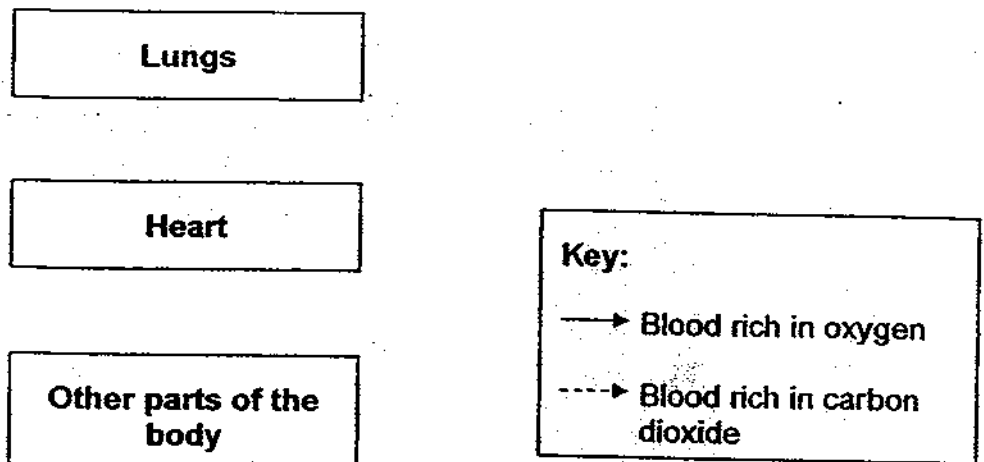 Lungs
Heart
Other parts of the
body
Key:
Blood rich in oxygen
Blood rich in carbon
dioxide